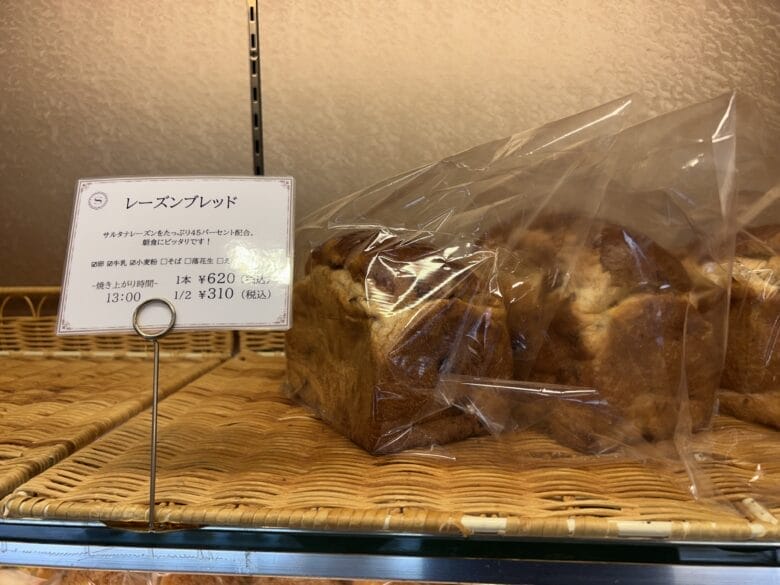 S
レーズンブレッド
サルタナレーズンをたっぷり45パーセント配合、
朝食にピッタリです！
☑卵 ☑牛乳 ☑小麦粉 □そば □落花生 □え
-焼き上がり時間- 1本 ¥620 (税込)
13:00 1/2 ¥310 (税込)